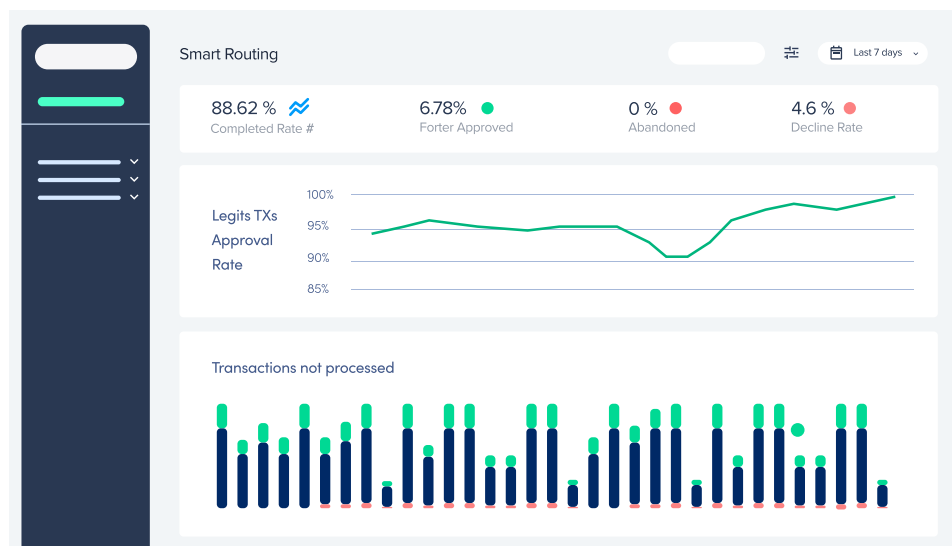 Smart Routing
Last 7 days
88.62 %
Completed Rate #
6.78%
Forter Approved
0 %
Abandoned
4.6 %
Decline Rate
Legits TXs
Approval
Rate
100%
95%
90%
85%
Transactions not processed